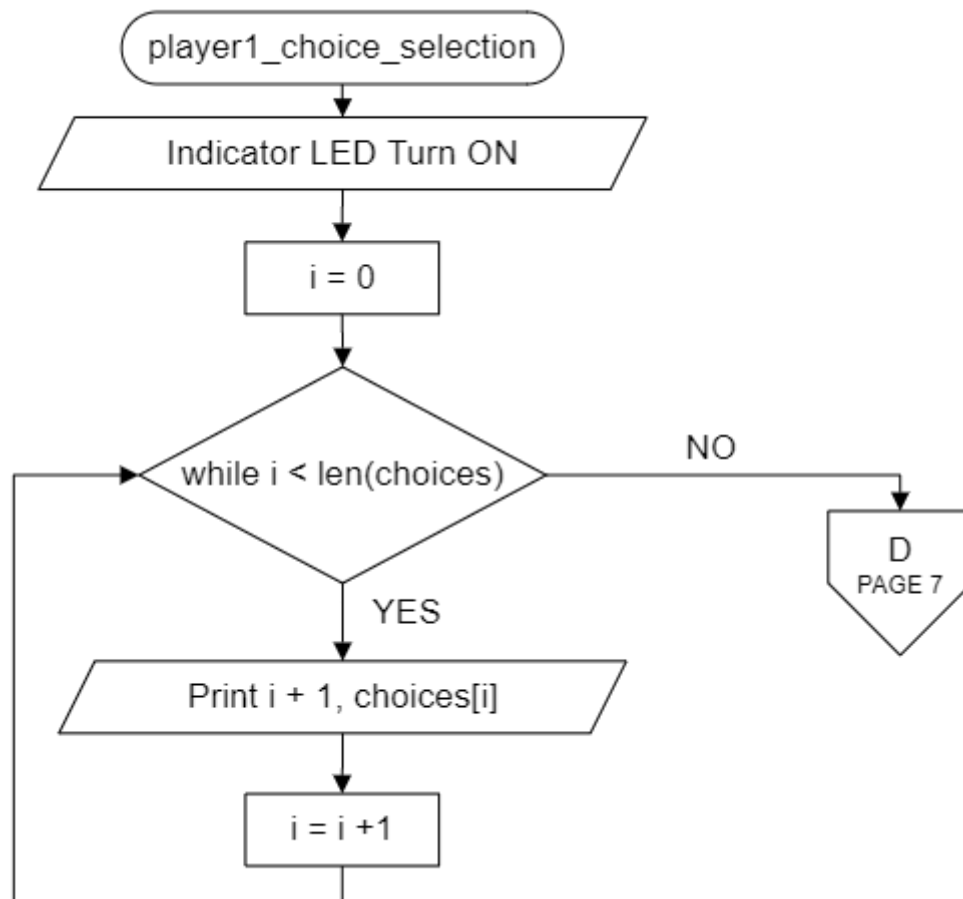 player1_choice_selection
Indicator LED Turn ON
i = 0
while i < len(choices)
NO
D
PAGE 7
YES
Print i + 1, choices[i]
i = i +1